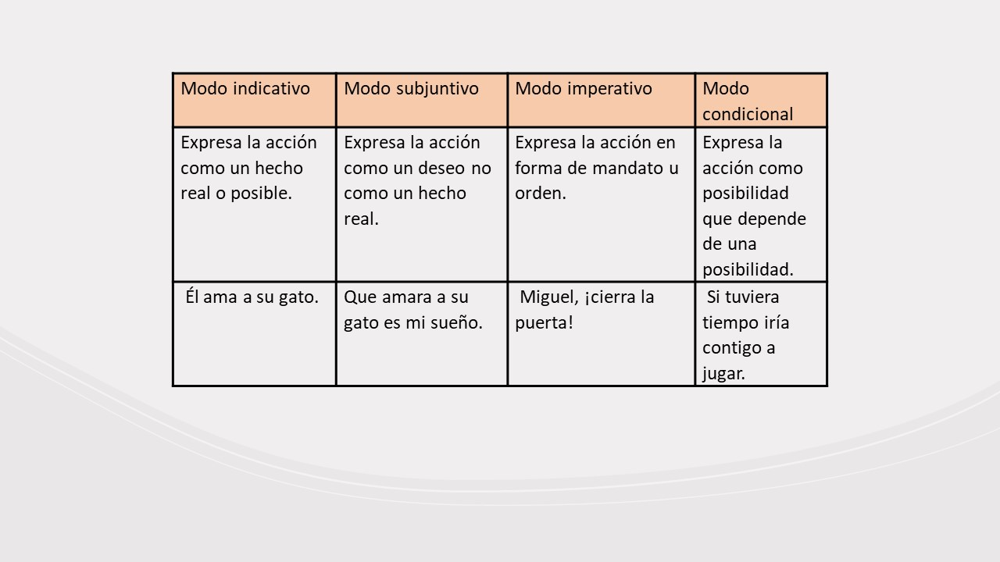 Modo indicativo
Modo subjuntivo
Modo imperativo
Modo
condicional
Expresa la acción
como un hecho
real o posible.
Expresa la acción
como un deseo no
como un hecho
real.
Expresa la acción en
forma de mandato u
orden.
Expresa la
acción como
posibilidad
que depende
de una
posibilidad.
Él ama a su gato.
Que amara a su
gato es mi sueño.
Miguel, ¡cierra la
puerta!
Si tuviera
tiempo iría
contigo a
jugar.